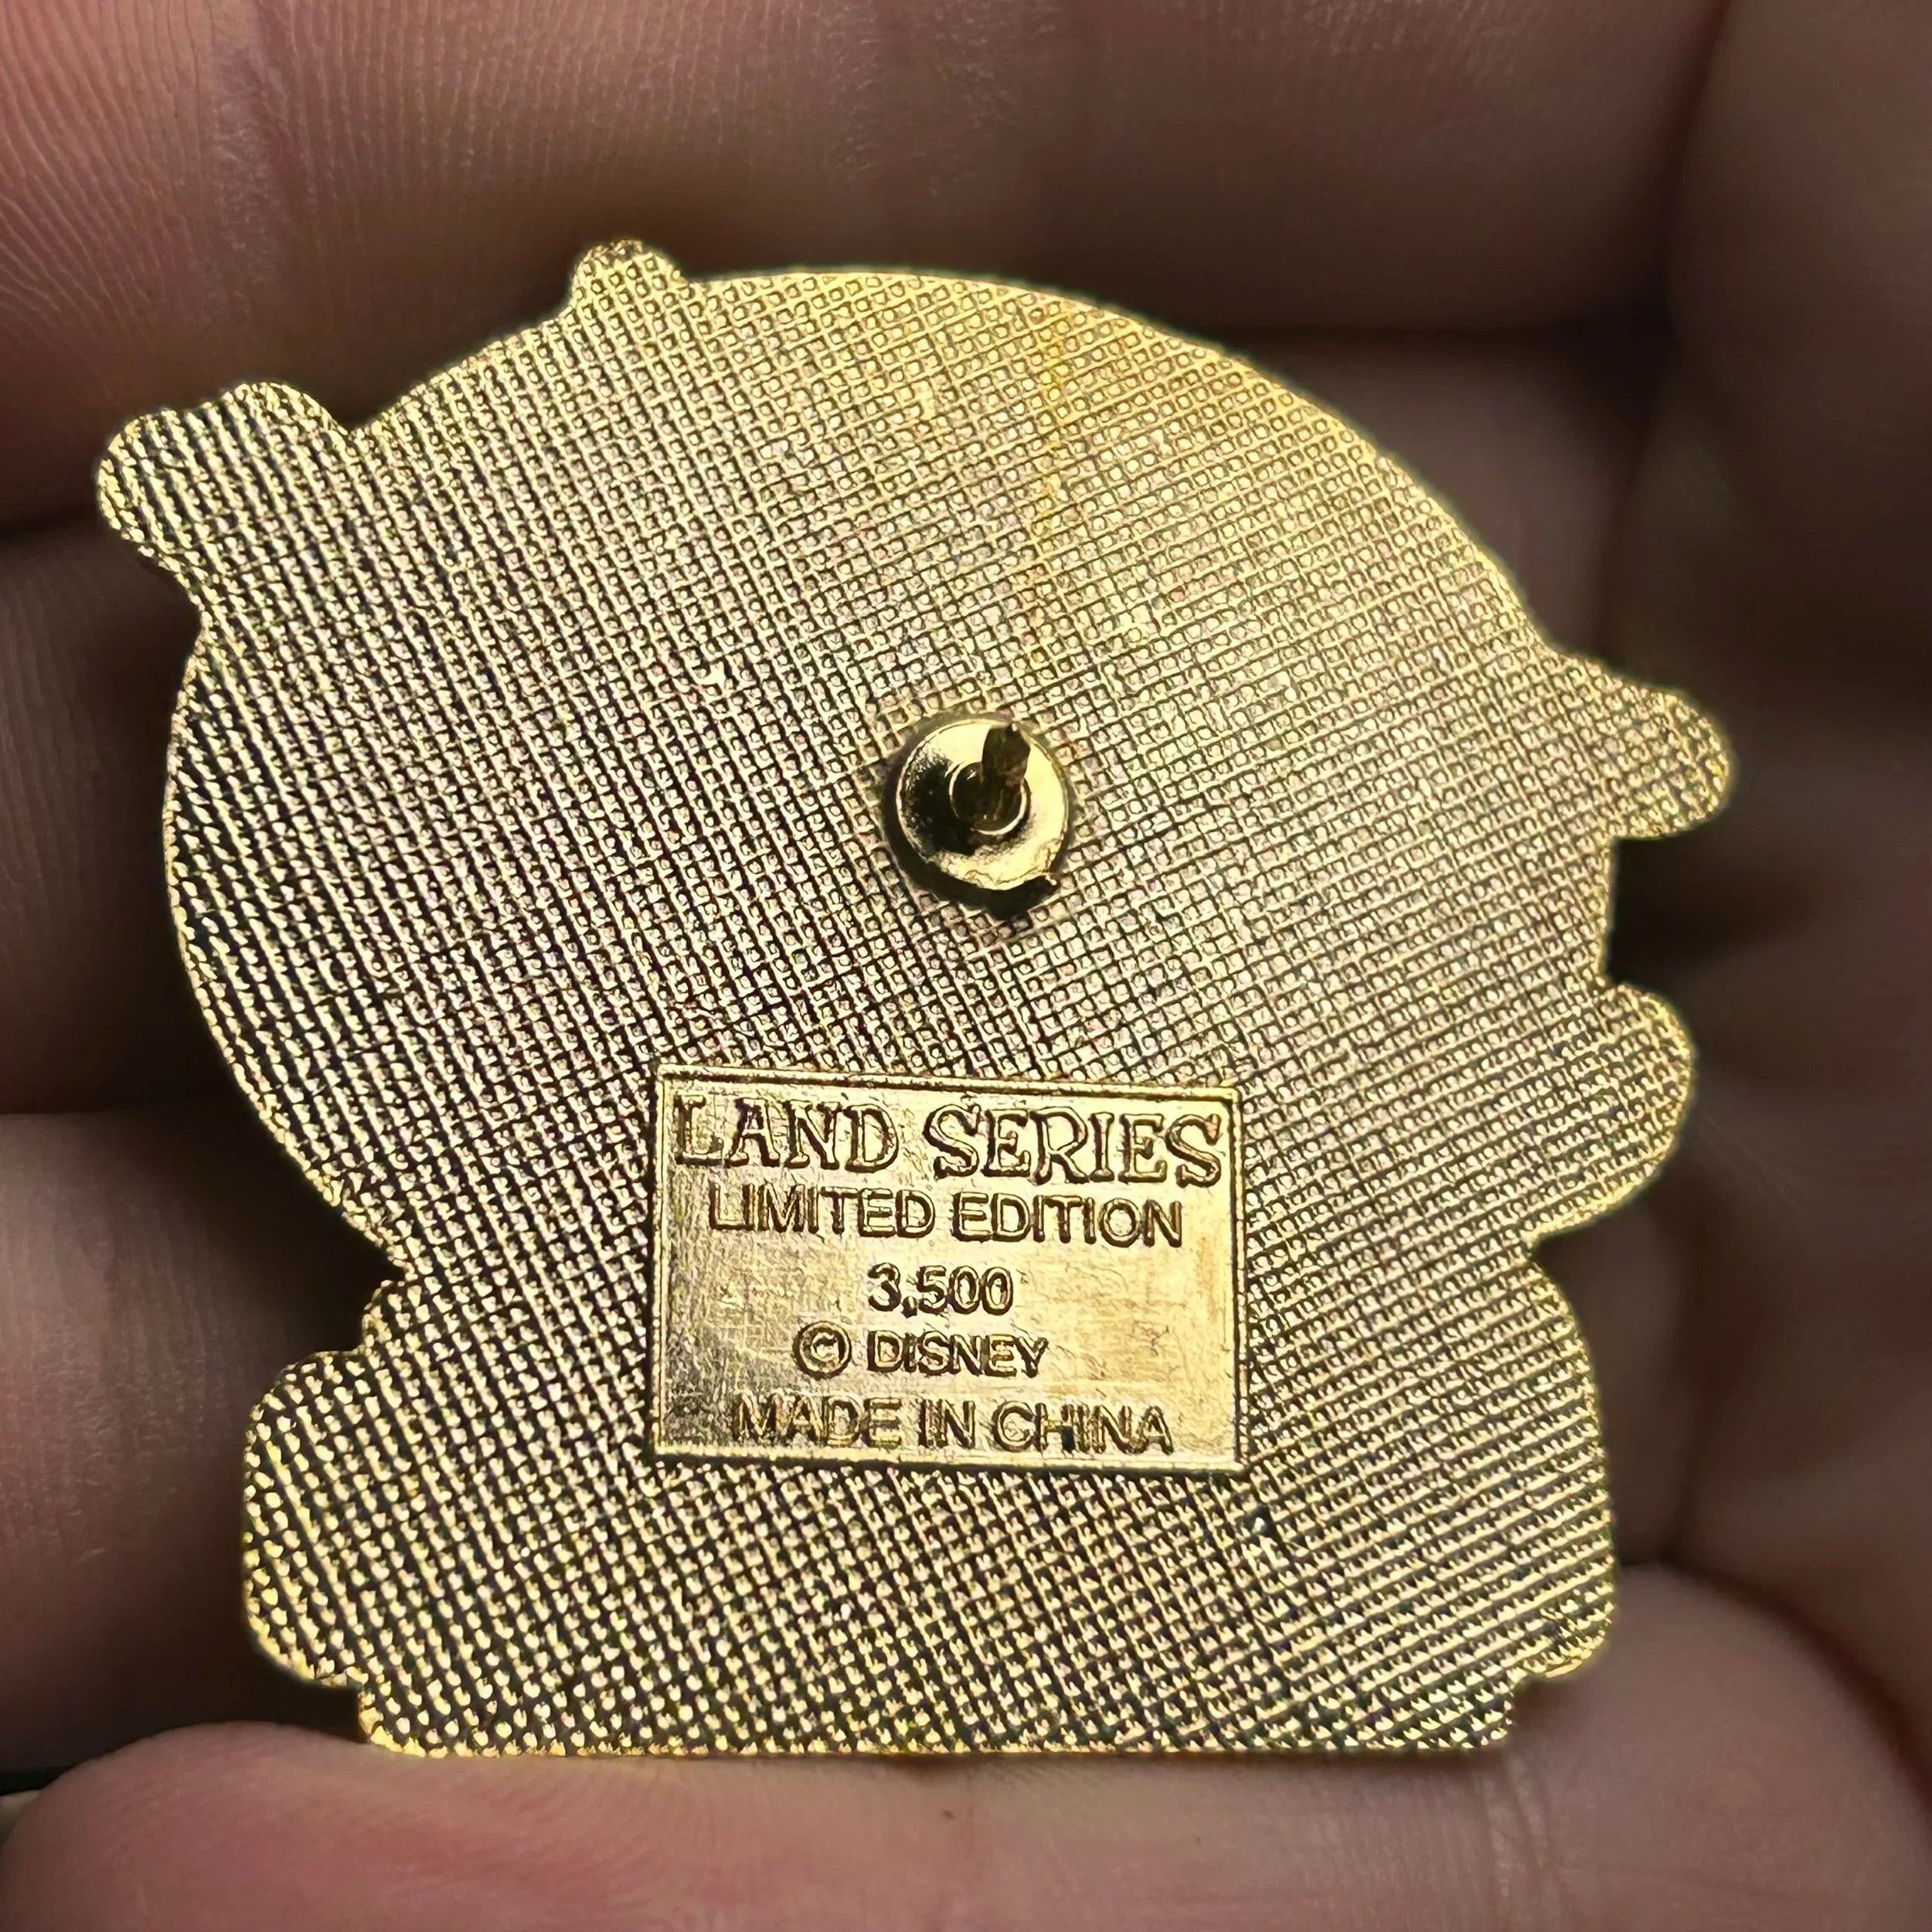 LAND SERIES
LIMITED EDITION
3,500
© DISNEY
MADE IN CHINA